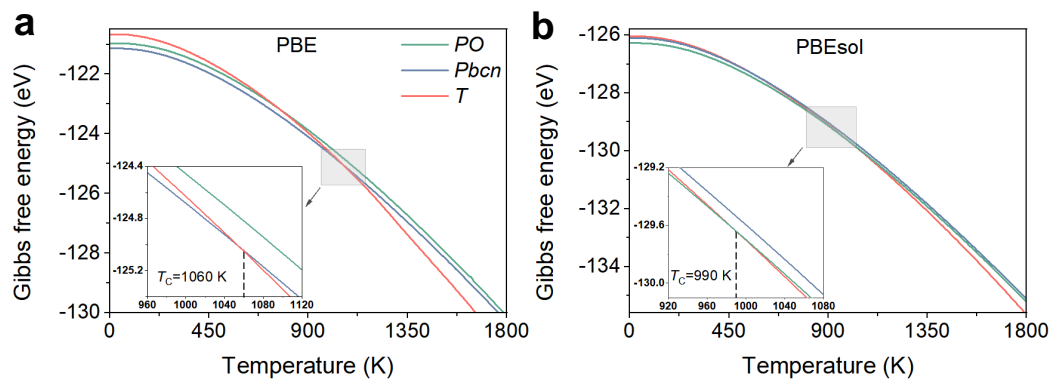 a
PBE
PO
Pbcn
T
Gibbs free energy (eV)
-122
-124
-126
-128
-130
0
450
900
1350
1800
Temperature (K)
-124.4
-124.8
-125.2
960
1000
1040
1080
1120
TC=1060 K
b
PBEsol
Gibbs free energy (eV)
-126
-128
-130
-132
-134
0
450
900
1350
1800
Temperature (K)
-129.2
-129.6
-130.0
920
960
1000
1040
1080
TC=990 K